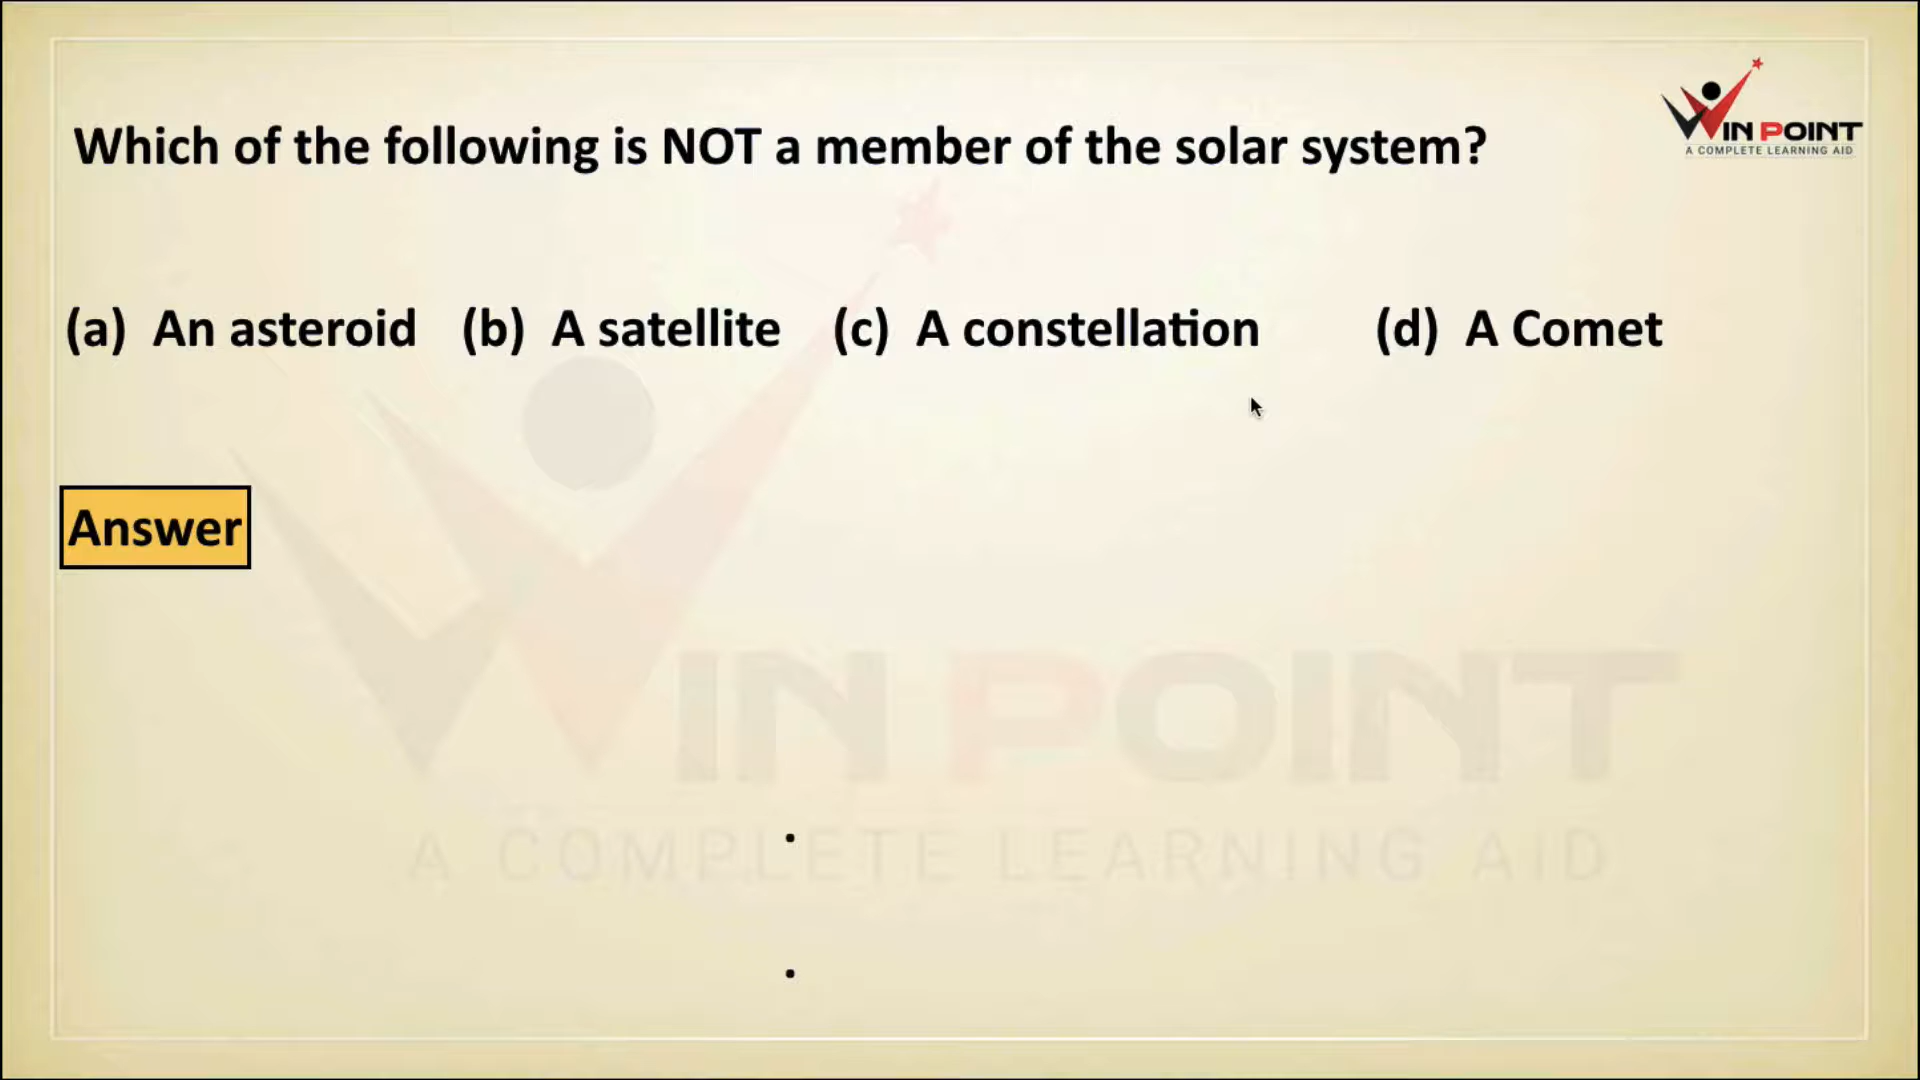 Which of the following is NOT a member of the solar system?
WIN POINT
A COMPLETE LEARNING AID
(a) An asteroid (b) A satellite (c) A constellation (d) A Comet
Answer
WIN POINT
A COMPLETE LEARNING AID